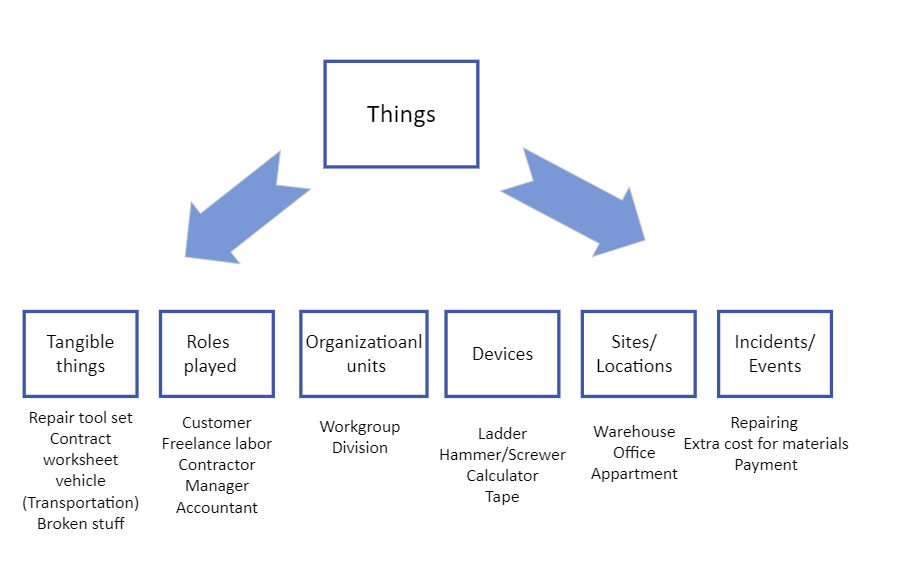 Things
Tangible
things
Roles
played
Organizatioanl
units
Devices
Sites/
Locations
Incidents/
Events
Repair tool set
Contract
worksheet
vehicle
(Transportation)
Broken stuff
Customer
Freelance labor
Contractor
Manager
Accountant
Workgroup
Division
Ladder
Hammer/Screwer
Calculator
Tape
Warehouse
Office
Appartment
Repairing
Extra cost for materials
Payment